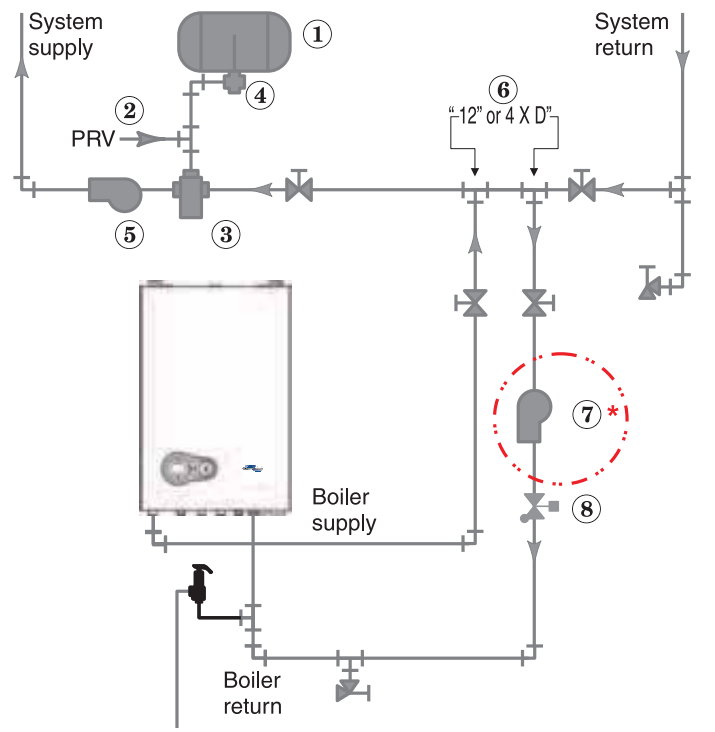 System
supply
1
System
return
4
2
PRV
6
“ 12” or 4 X D”
5
3
7 *
Boiler
supply
8
Boiler
return